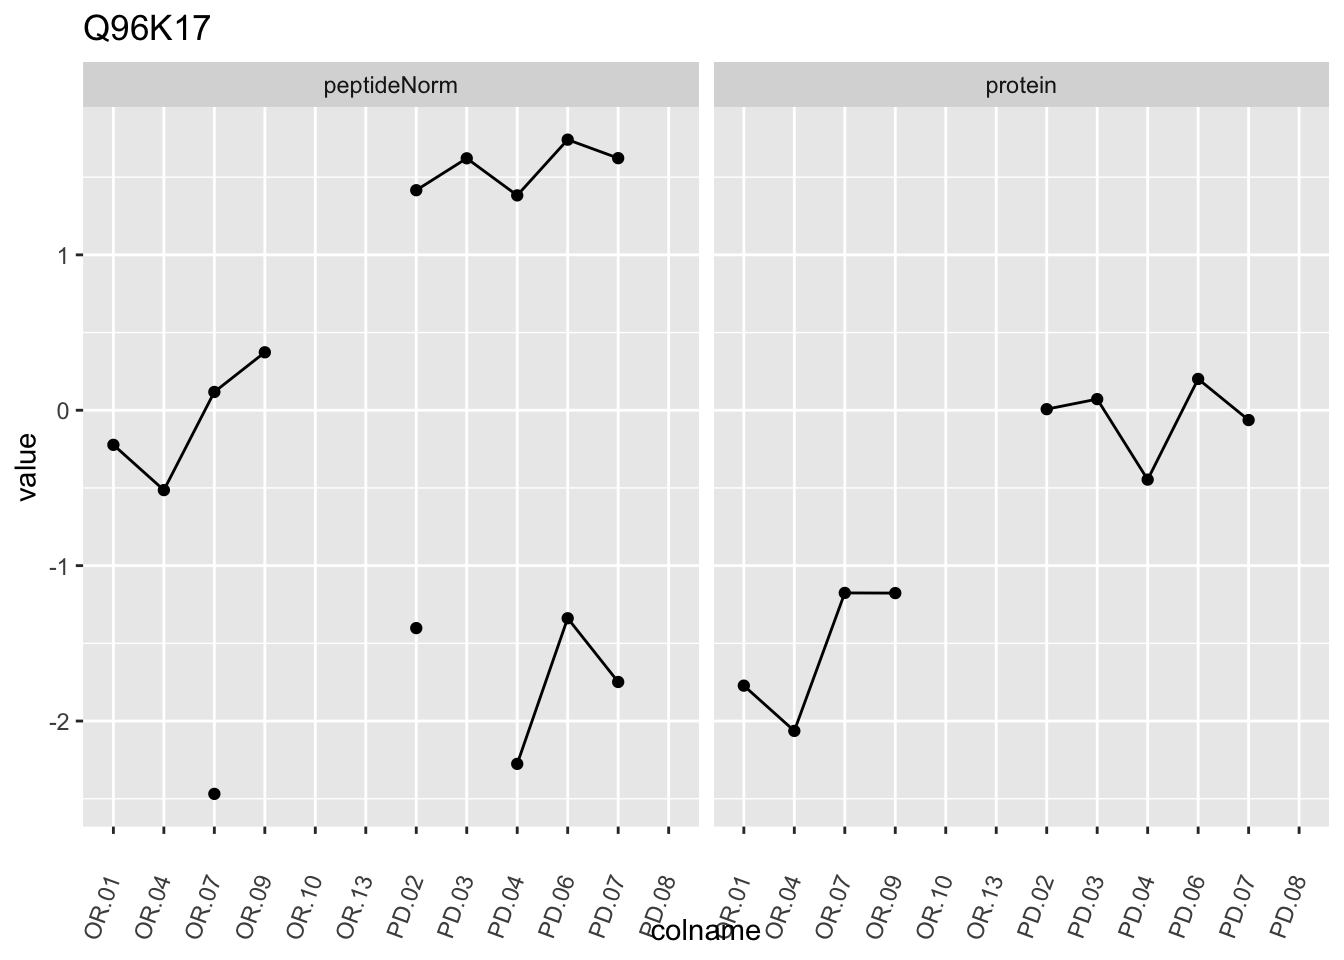 Q96K17
peptideNorm
protein
value
1
0
-1
-2
OR.01
OR.04
OR.07
OR.09
OR.10
OR.13
PD.02
PD.03
PD.04
PD.06
PD.07
PD.08
OR.01
OR.04
OR.07
OR.09
OR.10
OR.13
PD.02
PD.03
PD.04
PD.06
PD.07
PD.08
colname